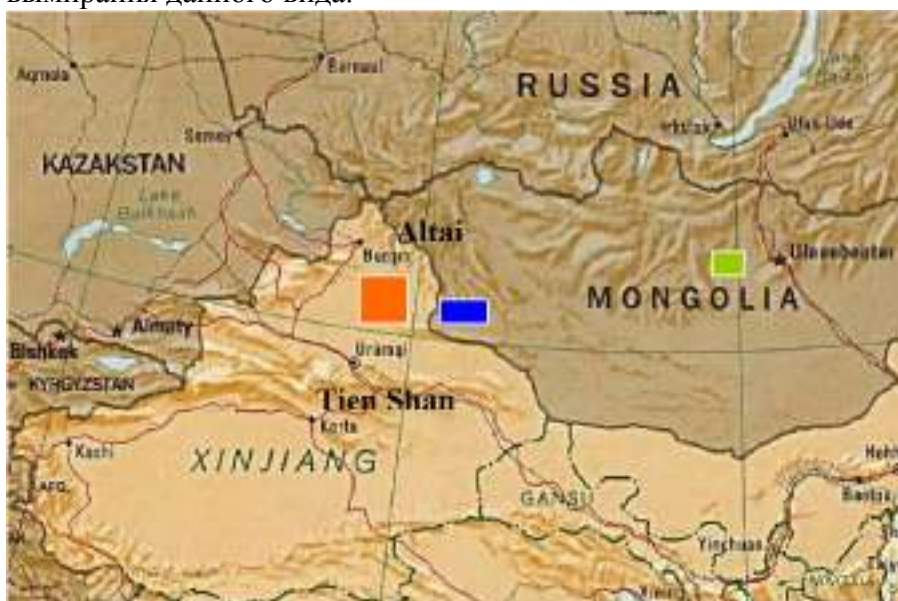 вымирания данного вида.
Barnaul
RUSSIA
Semey
Ulan-Ude
KAZAKSTAN
Lake
Balkhash
Altai
Burqin
Ulaanbaatar
MONGOLIA
Almaty
Bishkek
Urumqi
KYRGYZSTAN
Tien Shan
Korla
Kashi
XINJIANG
GANSU
Yinchuan